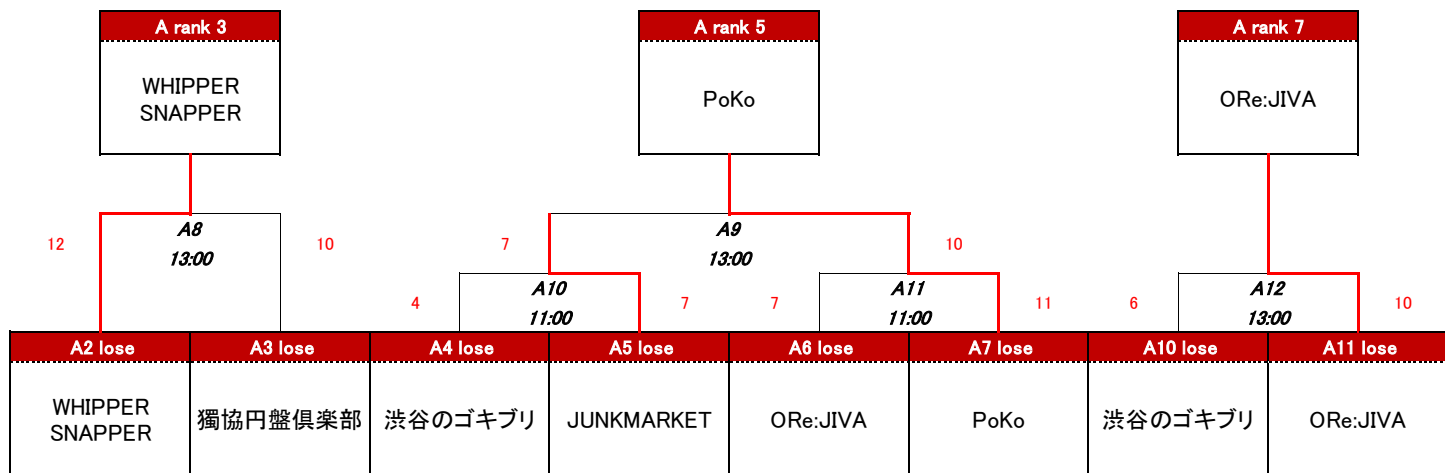 A rank 3
A rank 5
A rank 7
WHIPPER
SNAPPER
PoKo
ORe:JIVA
12
A8
13:00
10
7
A9
13:00
10
4
A10
11:00
7
7
A11
11:00
11
6
A12
13:00
10
A2 lose
A3 lose
A4 lose
A5 lose
A6 lose
A7 lose
A10 lose
A11 lose
WHIPPER
SNAPPER
獨協円盤倶楽部
渋谷のゴキブリ
JUNKMARKET
ORe:JIVA
PoKo
渋谷のゴキブリ
ORe:JIVA